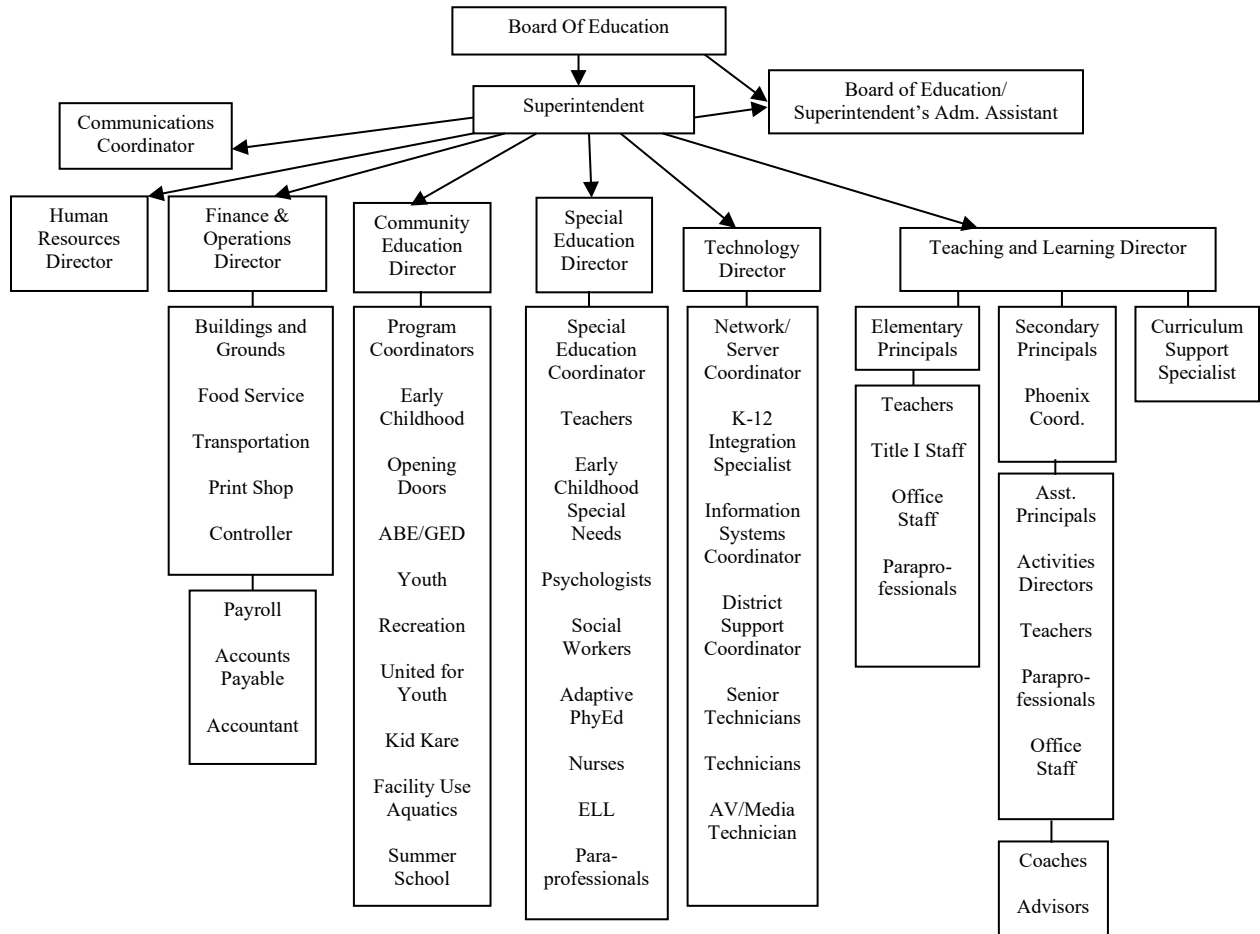 Board Of Education
Board of Education/
Superintendent’s Adm. Assistant
Superintendent
Communications
Coordinator
Human
Resources
Director
Finance &
Operations
Director
Community
Education
Director
Special
Education
Director
Technology
Director
Teaching and Learning Director
Buildings and
Grounds
Food Service
Transportation
Print Shop
Controller
Payroll
Accounts
Payable
Accountant
Program
Coordinators
Early
Childhood
Opening
Doors
ABE/GED
Youth
Recreation
United for
Youth
Kid Kare
Facility Use
Aquatics
Summer
School
Special
Education
Coordinator
Teachers
Early
Childhood
Special
Needs
Psychologists
Social
Workers
Adaptive
PhyEd
Nurses
ELL
Para-
professionals
Network/
Server
Coordinator
K-12
Integration
Specialist
Information
Systems
Coordinator
District
Support
Coordinator
Senior
Technicians
Technicians
AV/Media
Technician
Elementary
Principals
Teachers
Title I Staff
Office
Staff
Parapro-
fessionals
Secondary
Principals
Phoenix
Coord.
Asst.
Principals
Activities
Directors
Teachers
Parapro-
fessionals
Office
Staff
Coaches
Advisors
Curriculum
Support
Specialist